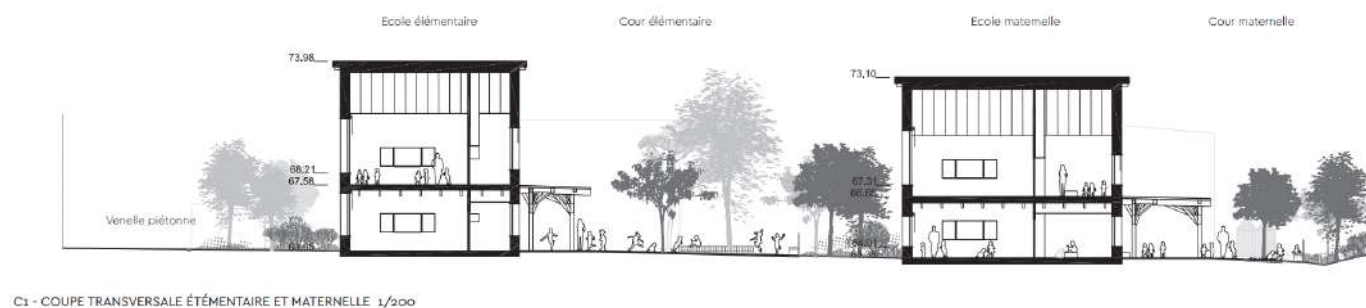 Ecole élémentaire
Cour élémentaire
Ecole maternelle
Cour maternelle
73.98
73.10
68.21
67.58
67.31
Venelle piétonne
C1 - COUPE TRANSVERSALE ÉTÉMENTAIRE ET MATERNELLE 1/200